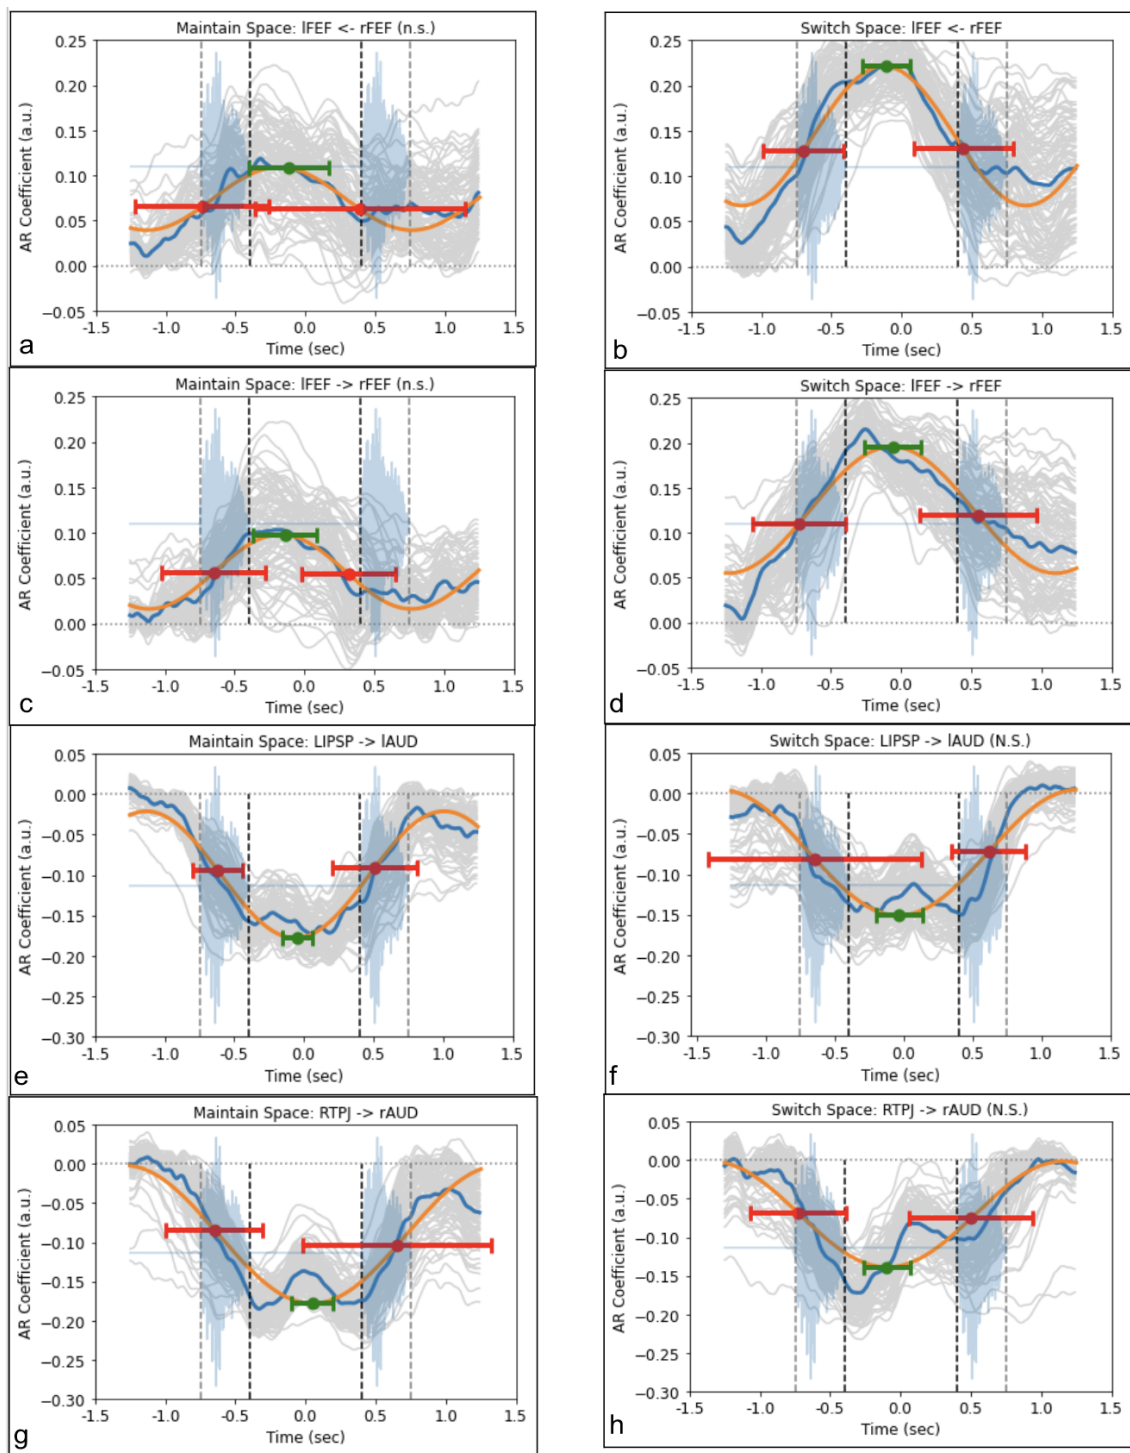 Maintain Space: lFEF <- rFEF (n.s.)
0.25
0.20
0.15
0.10
0.05
0.00
−0.05
AR Coefficient (a.u.)
-1.5 -1.0 -0.5 0.0 0.5 1.0 1.5
Time (sec)
a
Switch Space: lFEF <- rFEF
0.25
0.20
0.15
0.10
0.05
0.00
−0.05
AR Coefficient (a.u.)
-1.5 -1.0 -0.5 0.0 0.5 1.0 1.5
Time (sec)
b
Maintain Space: lFEF -> rFEF (n.s.)
0.25
0.20
0.15
0.10
0.05
0.00
−0.05
AR Coefficient (a.u.)
-1.5 -1.0 -0.5 0.0 0.5 1.0 1.5
Time (sec)
c
Switch Space: lFEF -> rFEF
0.25
0.20
0.15
0.10
0.05
0.00
−0.05
AR Coefficient (a.u.)
-1.5 -1.0 -0.5 0.0 0.5 1.0 1.5
Time (sec)
d
Maintain Space: LIPSP -> lAUD
0.05
0.00
−0.05
−0.10
−0.15
−0.20
−0.25
−0.30
AR Coefficient (a.u.)
-1.5 -1.0 -0.5 0.0 0.5 1.0 1.5
Time (sec)
e
Switch Space: LIPSP -> lAUD (N.S.)
0.05
0.00
−0.05
−0.10
−0.15
−0.20
−0.25
−0.30
AR Coefficient (a.u.)
-1.5 -1.0 -0.5 0.0 0.5 1.0 1.5
Time (sec)
f
Maintain Space: RTPJ -> rAUD
0.05
0.00
−0.05
−0.10
−0.15
−0.20
−0.25
−0.30
AR Coefficient (a.u.)
-1.5 -1.0 -0.5 0.0 0.5 1.0 1.5
Time (sec)
g
Switch Space: RTPJ -> rAUD (N.S.)
0.05
0.00
−0.05
−0.10
−0.15
−0.20
−0.25
−0.30
AR Coefficient (a.u.)
-1.5 -1.0 -0.5 0.0 0.5 1.0 1.5
Time (sec)
h